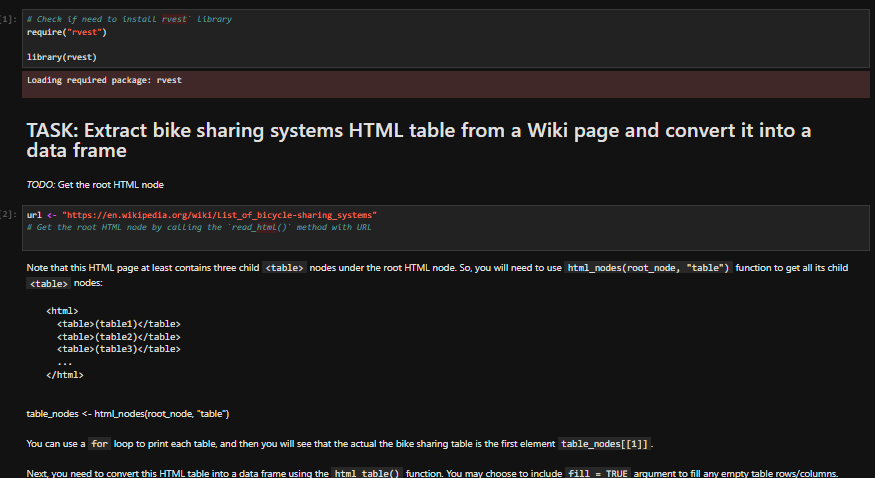 [1]:
# Check if need to install rvest` library
require("rvest")
library(rvest)
Loading required package: rvest
TASK: Extract bike sharing systems HTML table from a Wiki page and convert it into a
data frame
TODO: Get the root HTML node
[2]:
url <- "https://en.wikipedia.org/wiki/List_of_bicycle-sharing_systems"
# Get the root HTML node by calling the `read_html()` method with URL
Note that this HTML page at least contains three child <table> nodes under the root HTML node. So, you will need to use html_nodes(root_node, "table") function to get all its child
<table> nodes:
<html>
<table>(table1)</table>
<table>(table2)</table>
<table>(table3)</table>
...
</html>
table_nodes <- html_nodes(root_node, "table")
You can use a for loop to print each table, and then you will see that the actual the bike sharing table is the first element table_nodes[[1]].
Next, you need to convert this HTML table into a data frame using the html_table() function. You may choose to include fill = TRUE argument to fill any empty table rows/columns.